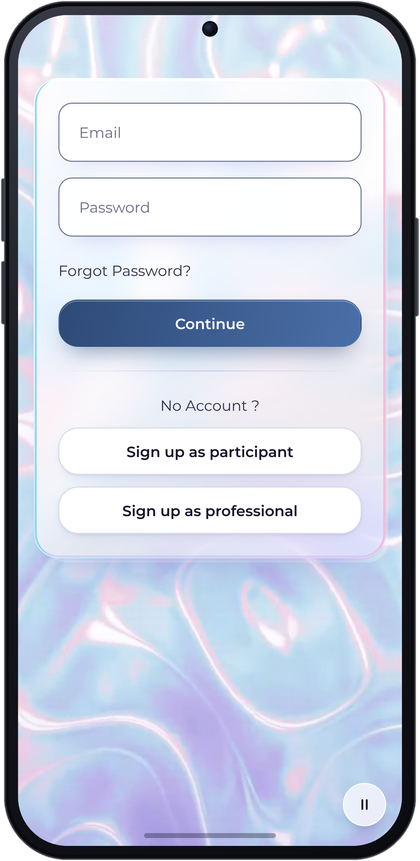 Email
Password
Forgot Password?
Continue
No Account ?
Sign up as participant
Sign up as professional